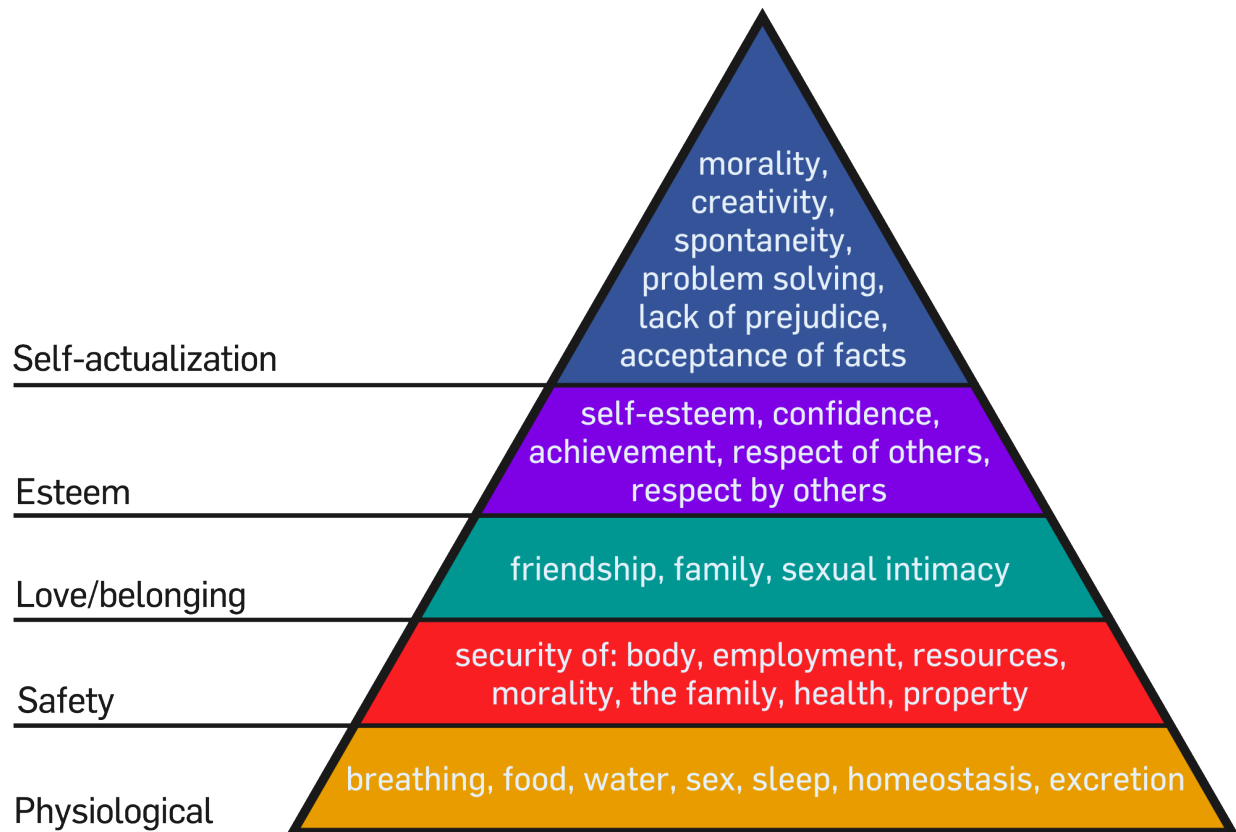 morality,
creativity,
spontaneity,
problem solving,
lack of prejudice,
acceptance of facts
Self-actualization
self-esteem, confidence,
achievement, respect of others,
respect by others
Esteem
friendship, family, sexual intimacy
Love/belonging
security of: body, employment, resources,
morality, the family, health, property
Safety
breathing, food, water, sex, sleep, homeostasis, excretion
Physiological